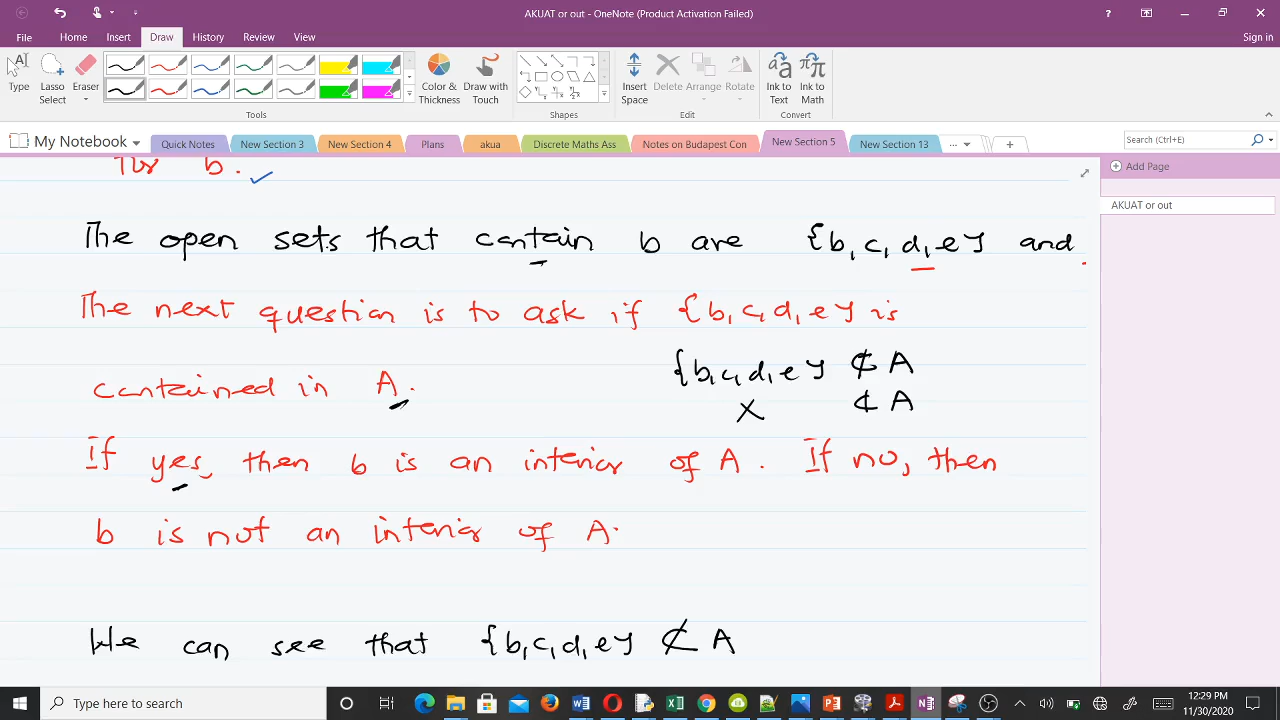 AKUAT or out - OneNote (Product Activation Failed)
Sign in
File Home Insert Draw History Review View
Type Lasso Select Eraser Color & Thickness Draw with Touch Insert Space Delete Arrange Rotate Ink to Text Ink to Math
Tools Shapes Edit Convert
My Notebook Quick Notes New Section 3 New Section 4 Plans akua Discrete Maths Ass Notes on Budapest Con New Section 5 New Section 13 ... Search (Ctrl+E)
Add Page
AKUAT or out
for b. ✓
The open sets that contain b are {b, c, d, e} and
The next question is to ask if {b, c, d, e} is
contained in A.
{b, c, d, e} ⊄ A
X ⊄ A
If yes, then b is an interior of A. If no, then
b is not an interior of A.
We can see that {b, c, d, e} ⊄ A
Type here to search
12:29 PM
11/30/2020